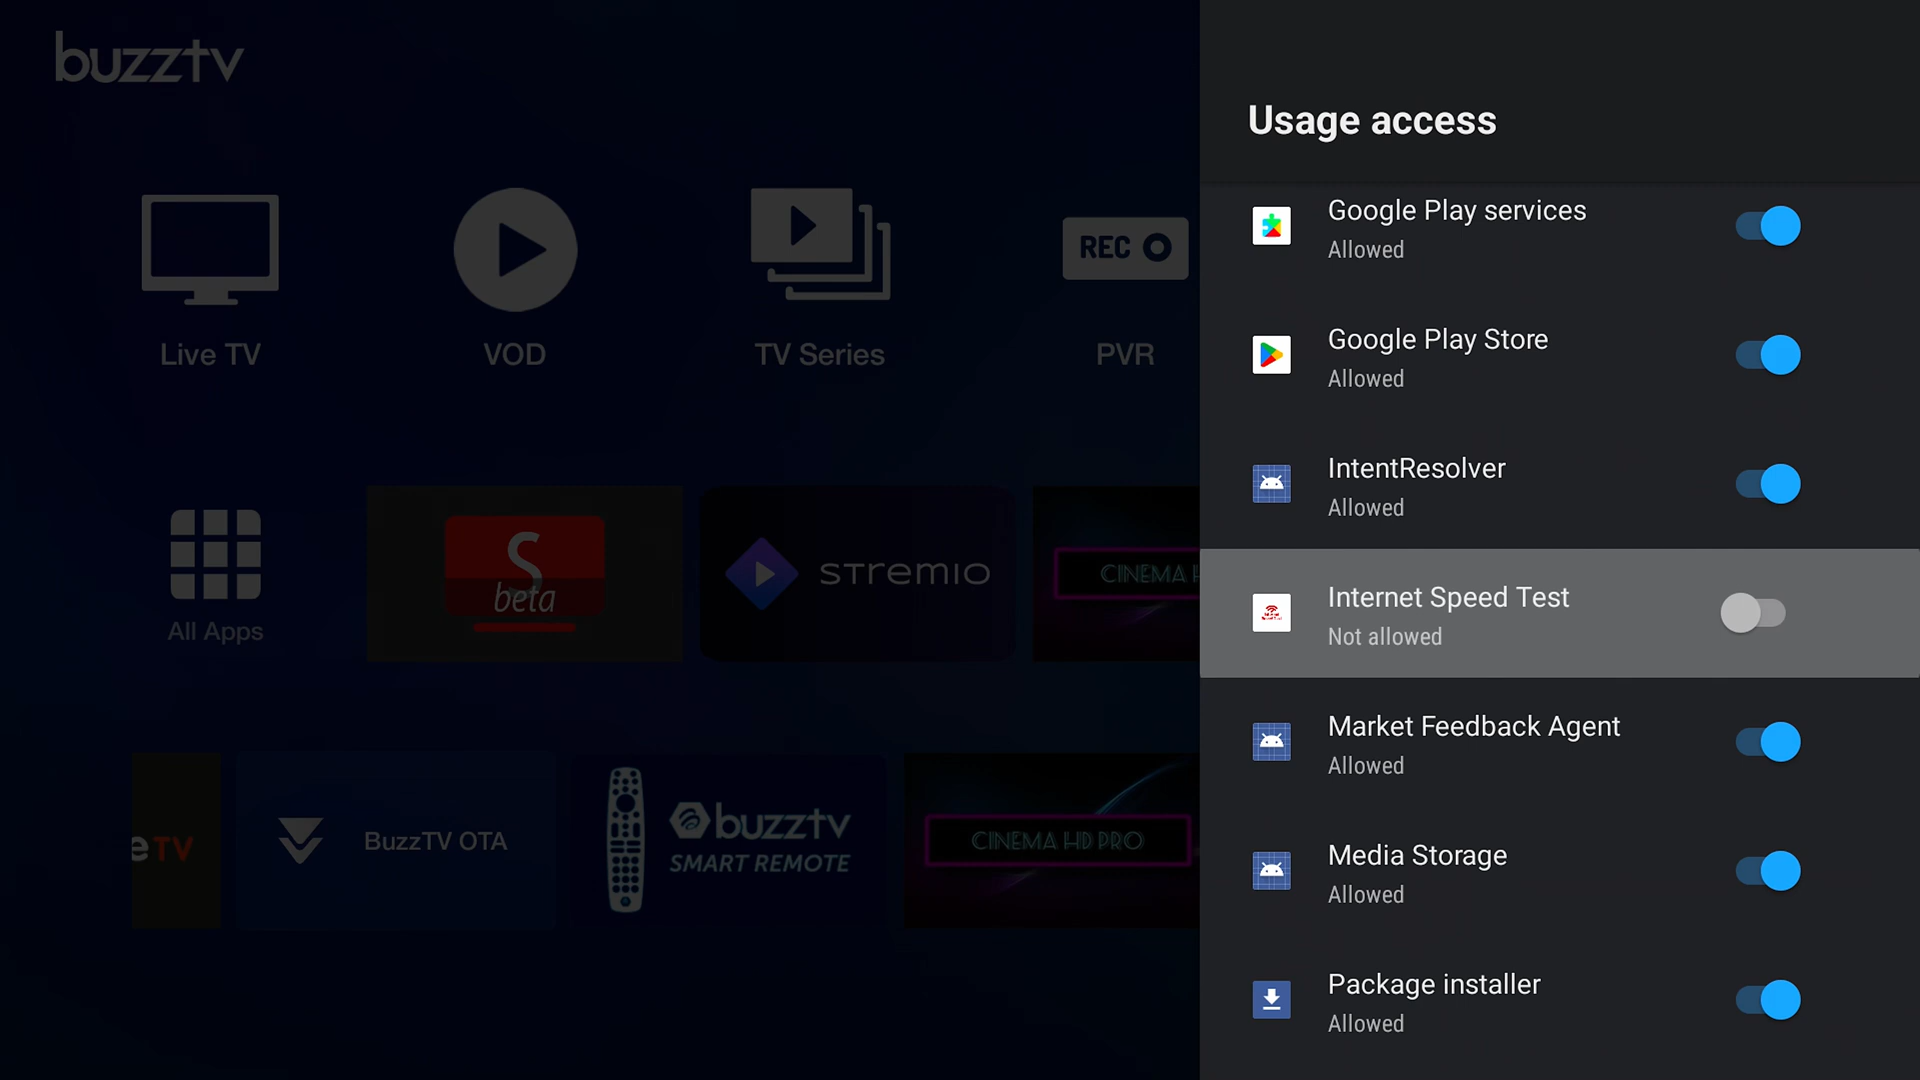 buzztv
Usage access
Live TV
VOD
TV Series
REC
PVR
Google Play services
Allowed
Google Play Store
Allowed
IntentResolver
Allowed
Internet Speed Test
Not allowed
Market Feedback Agent
Allowed
Media Storage
Allowed
Package installer
Allowed
All Apps
S
beta
STREMIO
CINEMA H
e TV
BuzzTV OTA
buzztv
SMART REMOTE
CINEMA HD PRO